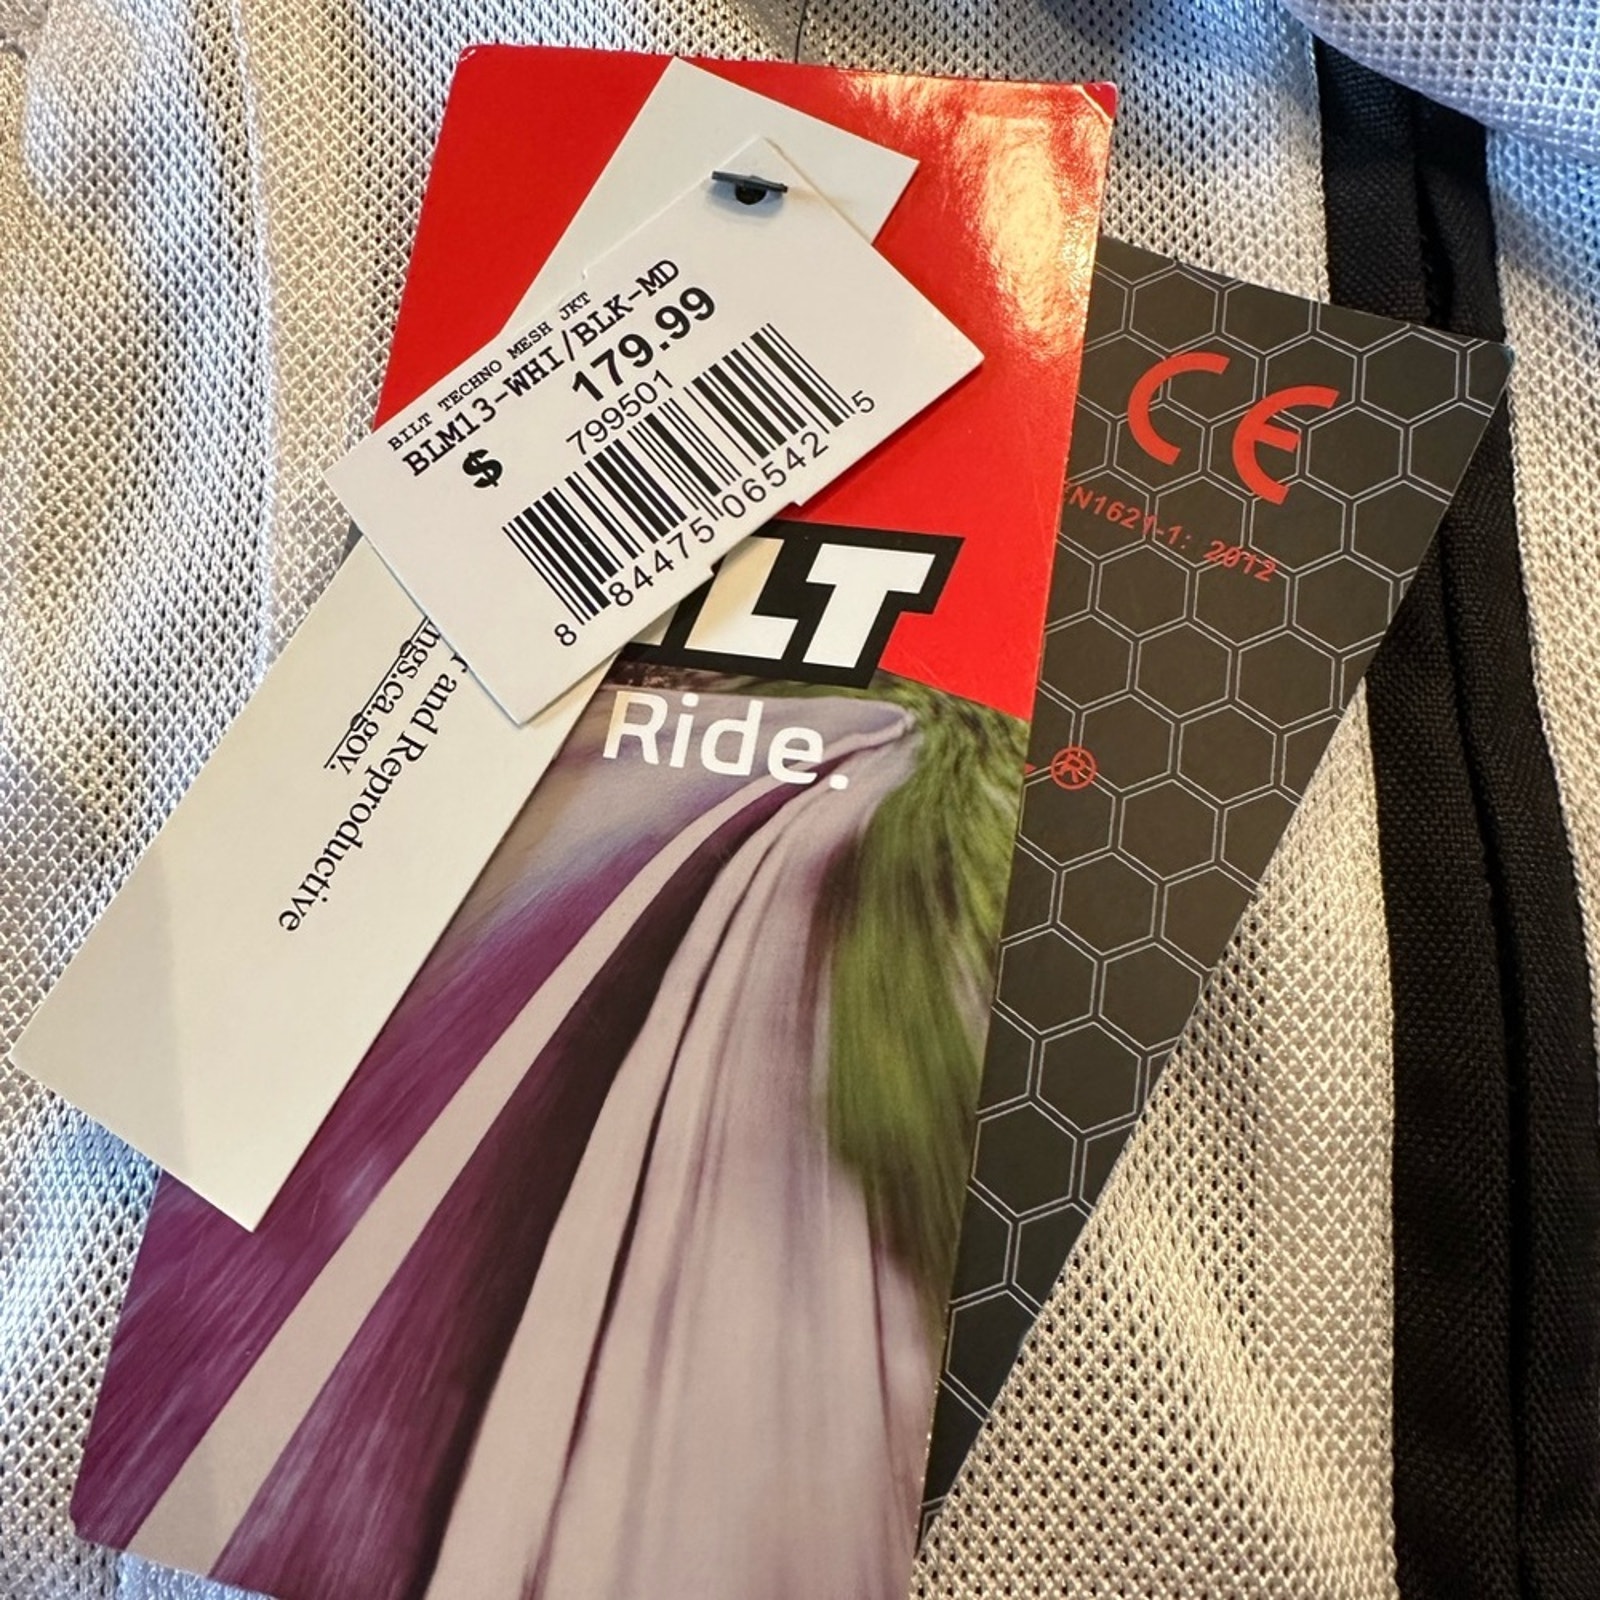 BILT TECHNO MESH JKT
BLM13-WHI/BLK-MD
$ 179.99
799501
8 84475 06542 5
LT
Ride.
CE
EN1621-1: 2012
®
and Reproductive
ngs.ca.gov.